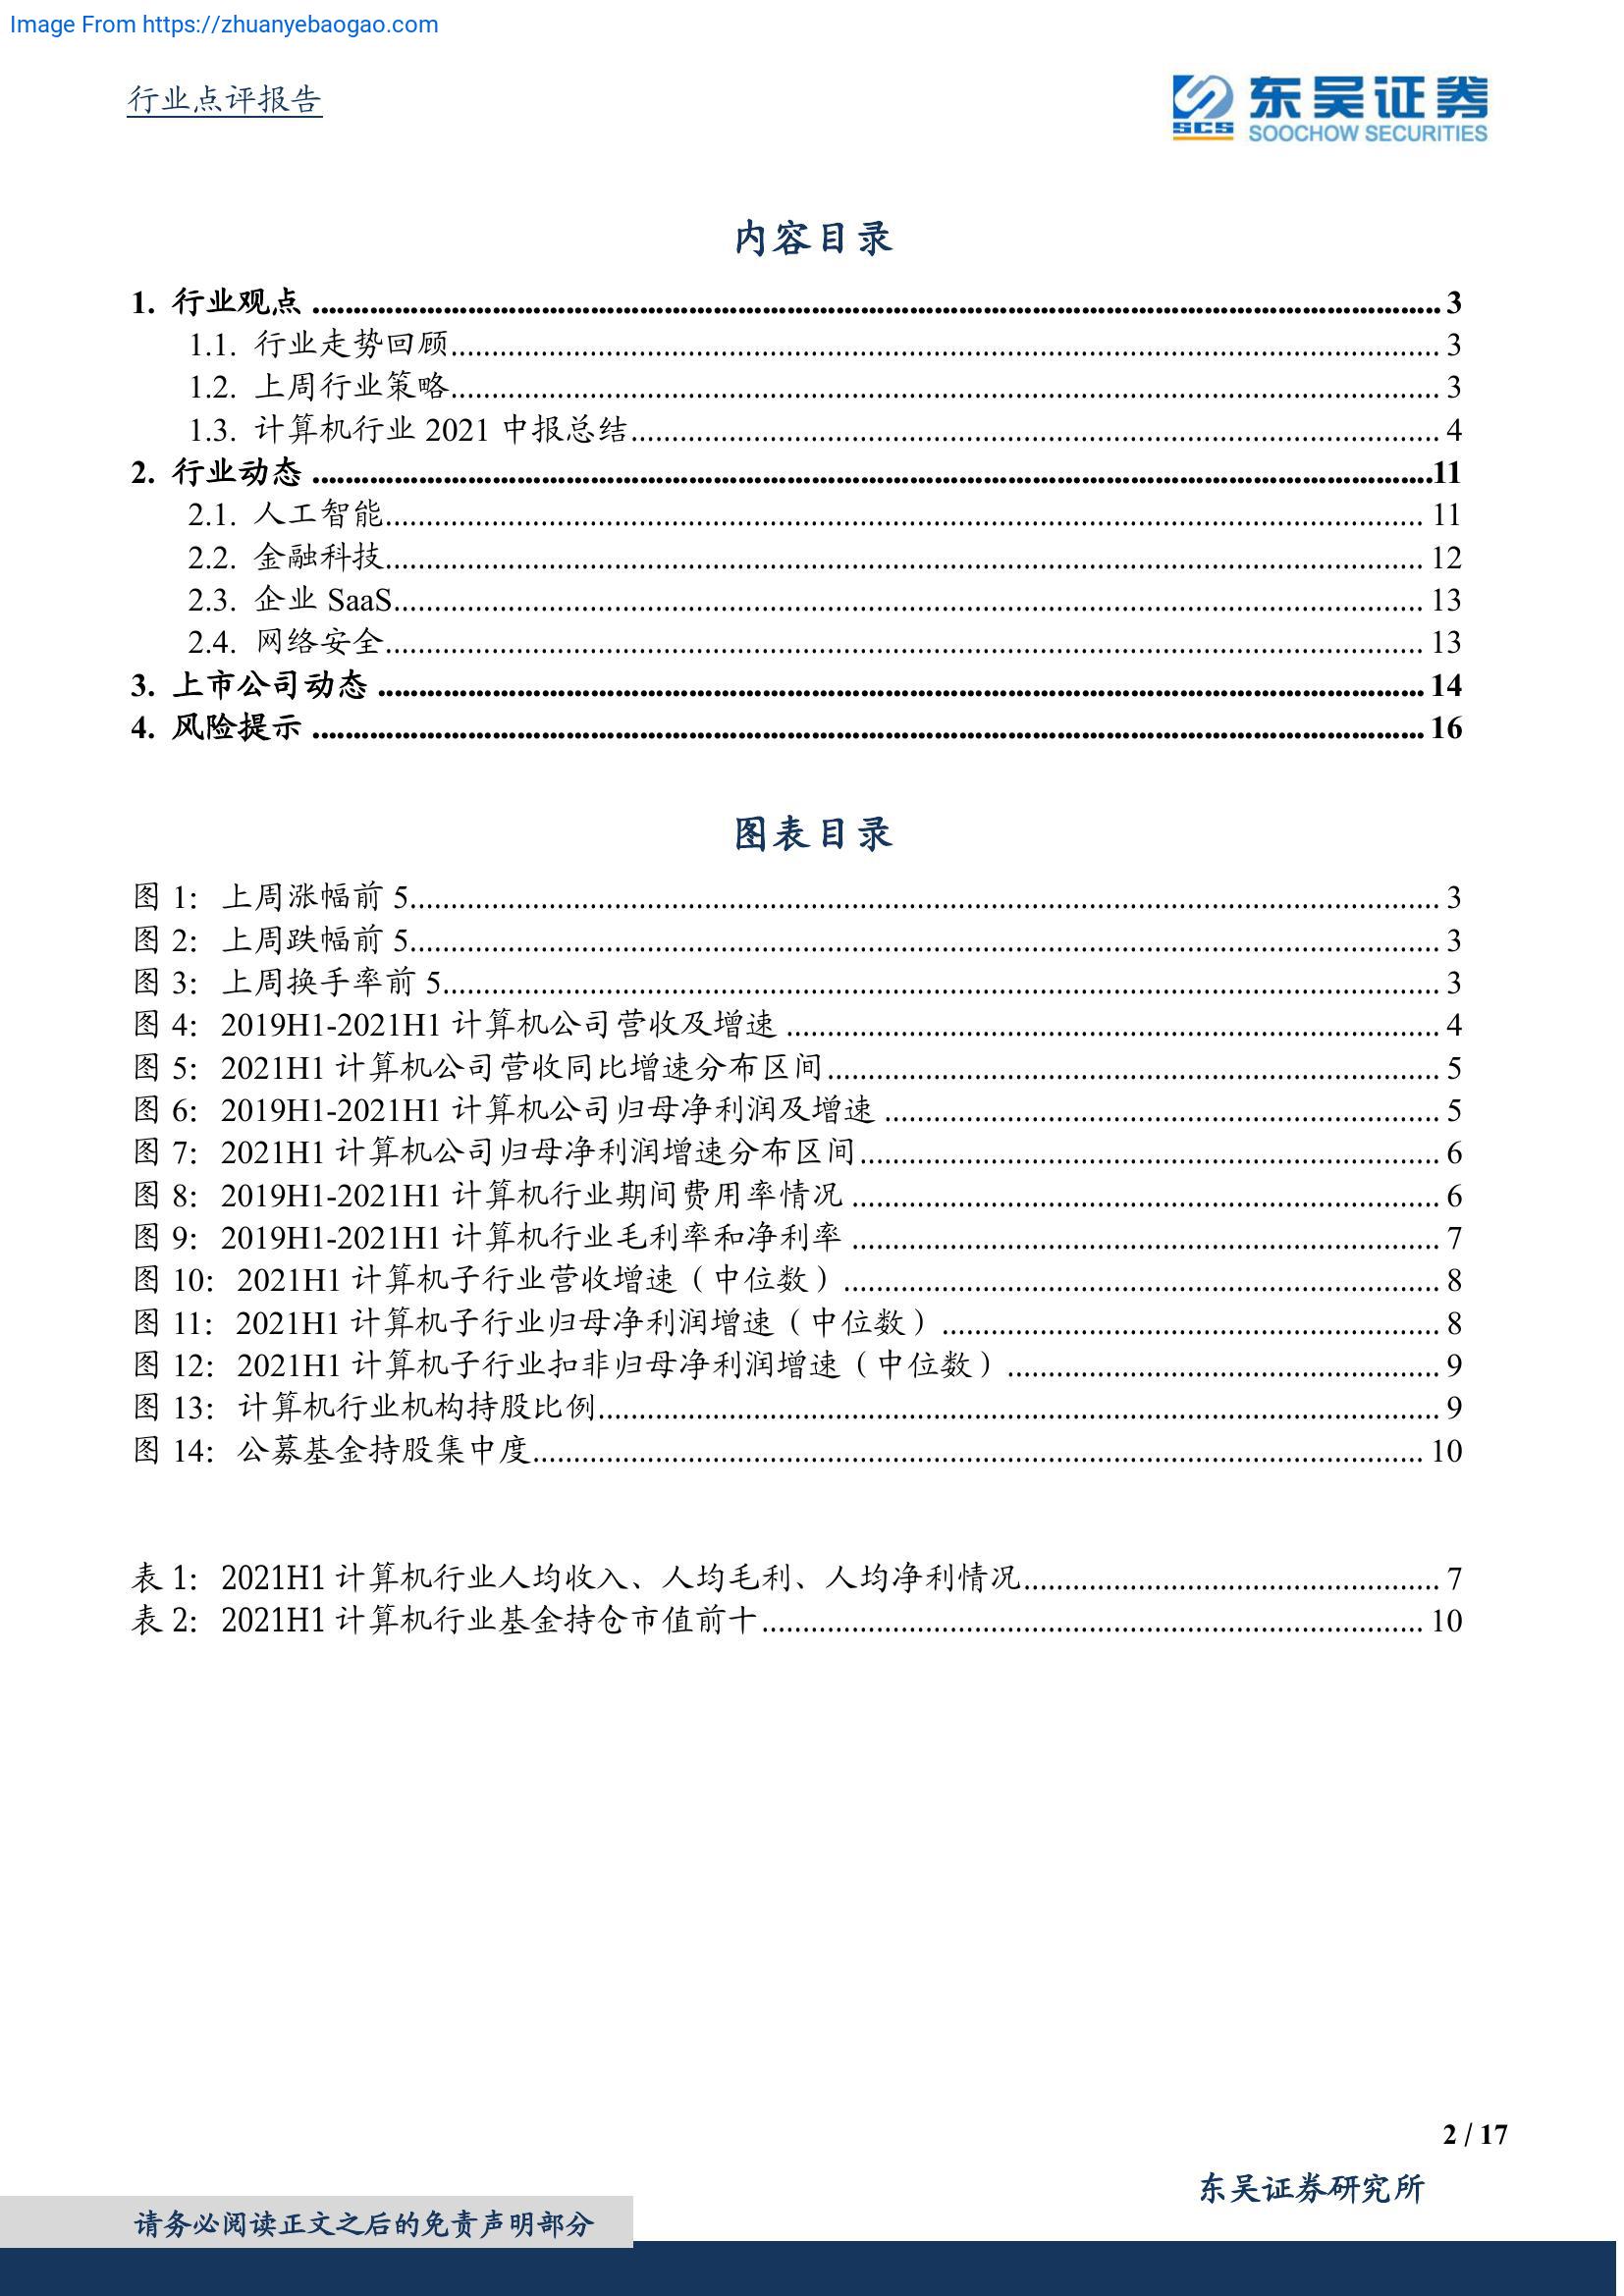 Image From https://zhuanyebaogao.com
行业点评报告
SCS 东吴证券
SOOCHOW SECURITIES
内容目录
1. 行业观点 3
1.1. 行业走势回顾 3
1.2. 上周行业策略 3
1.3. 计算机行业 2021 中报总结 4
2. 行业动态 11
2.1. 人工智能 11
2.2. 金融科技 12
2.3. 企业 SaaS 13
2.4. 网络安全 13
3. 上市公司动态 14
4. 风险提示 16
图表目录
图 1: 上周涨幅前 5 3
图 2: 上周跌幅前 5 3
图 3: 上周换手率前 5 3
图 4: 2019H1-2021H1 计算机公司营收及增速 4
图 5: 2021H1 计算机公司营收同比增速分布区间 5
图 6: 2019H1-2021H1 计算机公司归母净利润及增速 5
图 7: 2021H1 计算机公司归母净利润增速分布区间 6
图 8: 2019H1-2021H1 计算机行业期间费用率情况 6
图 9: 2019H1-2021H1 计算机行业毛利率和净利率 7
图 10: 2021H1 计算机子行业营收增速（中位数） 8
图 11: 2021H1 计算机子行业归母净利润增速（中位数） 8
图 12: 2021H1 计算机子行业扣非归母净利润增速（中位数） 9
图 13: 计算机行业机构持股比例 9
图 14: 公募基金持股集中度 10
表 1: 2021H1 计算机行业人均收入、人均毛利、人均净利情况 7
表 2: 2021H1 计算机行业基金持仓市值前十 10
2 / 17
东吴证券研究所
请务必阅读正文之后的免责声明部分